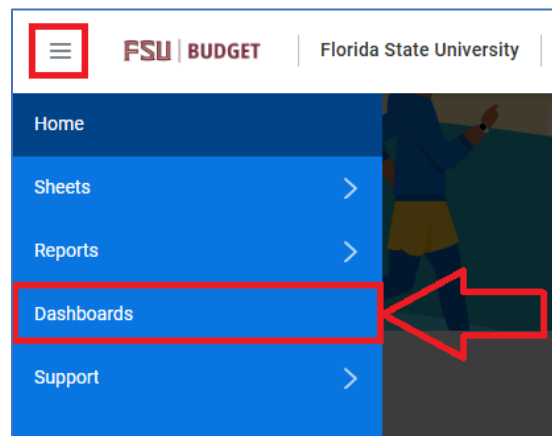 FSU | BUDGET Florida State University
Home
Sheets
Reports
Dashboards
Support